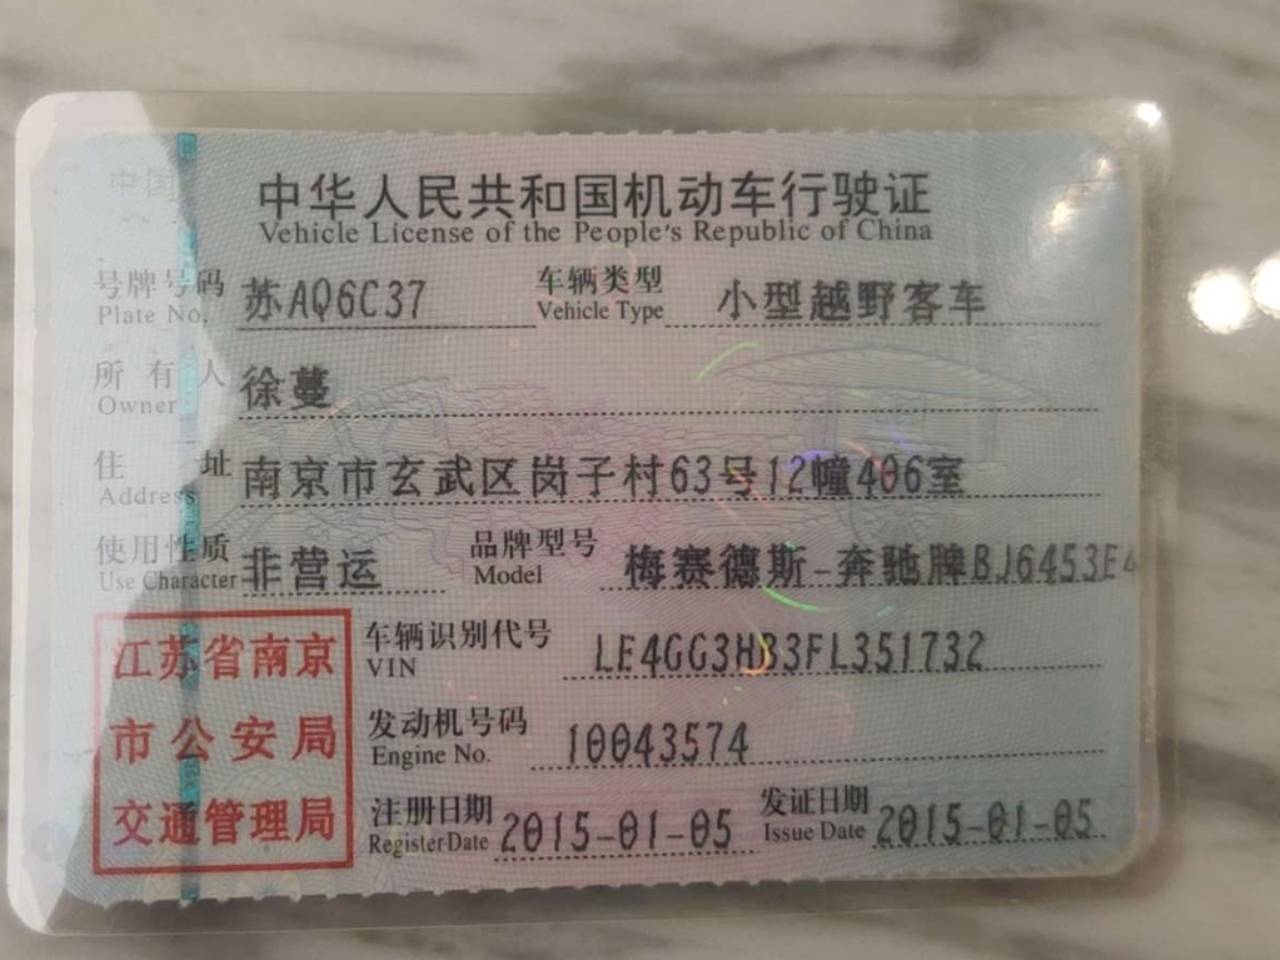 中华人民共和国机动车行驶证
Vehicle License of the People's Republic of China
号牌号码 苏AQ6C37 车辆类型 小型越野客车
Plate No. Vehicle Type
所有人 徐蔓
Owner
住址 南京市玄武区岗子村63号12幢406室
Address
使用性质 非营运 品牌型号 梅赛德斯-奔驰牌BJ6453E4
Use Character Model
江苏省南京
市公安局
交通管理局
车辆识别代号 LE4GG3HB3FL351732
VIN
发动机号码 10043574
Engine No.
注册日期 2015-01-05 发证日期 2015-01-05
Register Date Issue Date